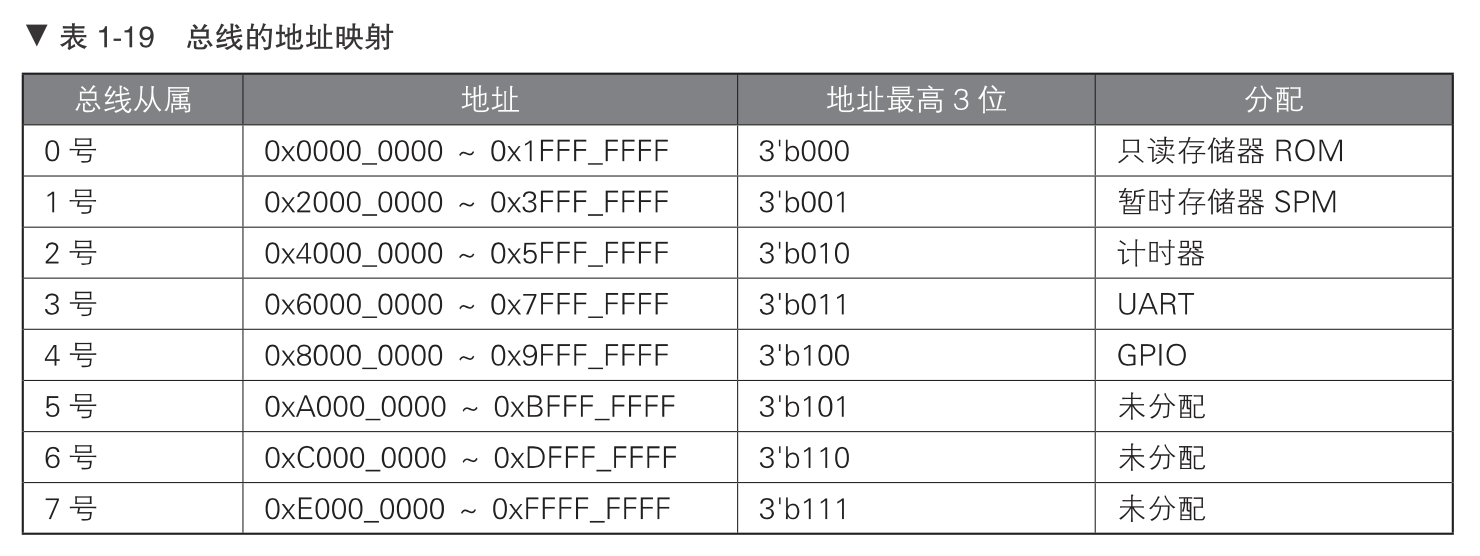 ▼ 表 1-19 总线的地址映射
总线从属 地址 地址最高 3 位 分配
0 号 0x0000_0000 ~ 0x1FFF_FFFF 3'b000 只读存储器 ROM
1 号 0x2000_0000 ~ 0x3FFF_FFFF 3'b001 暂时存储器 SPM
2 号 0x4000_0000 ~ 0x5FFF_FFFF 3'b010 计时器
3 号 0x6000_0000 ~ 0x7FFF_FFFF 3'b011 UART
4 号 0x8000_0000 ~ 0x9FFF_FFFF 3'b100 GPIO
5 号 0xA000_0000 ~ 0xBFFF_FFFF 3'b101 未分配
6 号 0xC000_0000 ~ 0xDFFF_FFFF 3'b110 未分配
7 号 0xE000_0000 ~ 0xFFFF_FFFF 3'b111 未分配